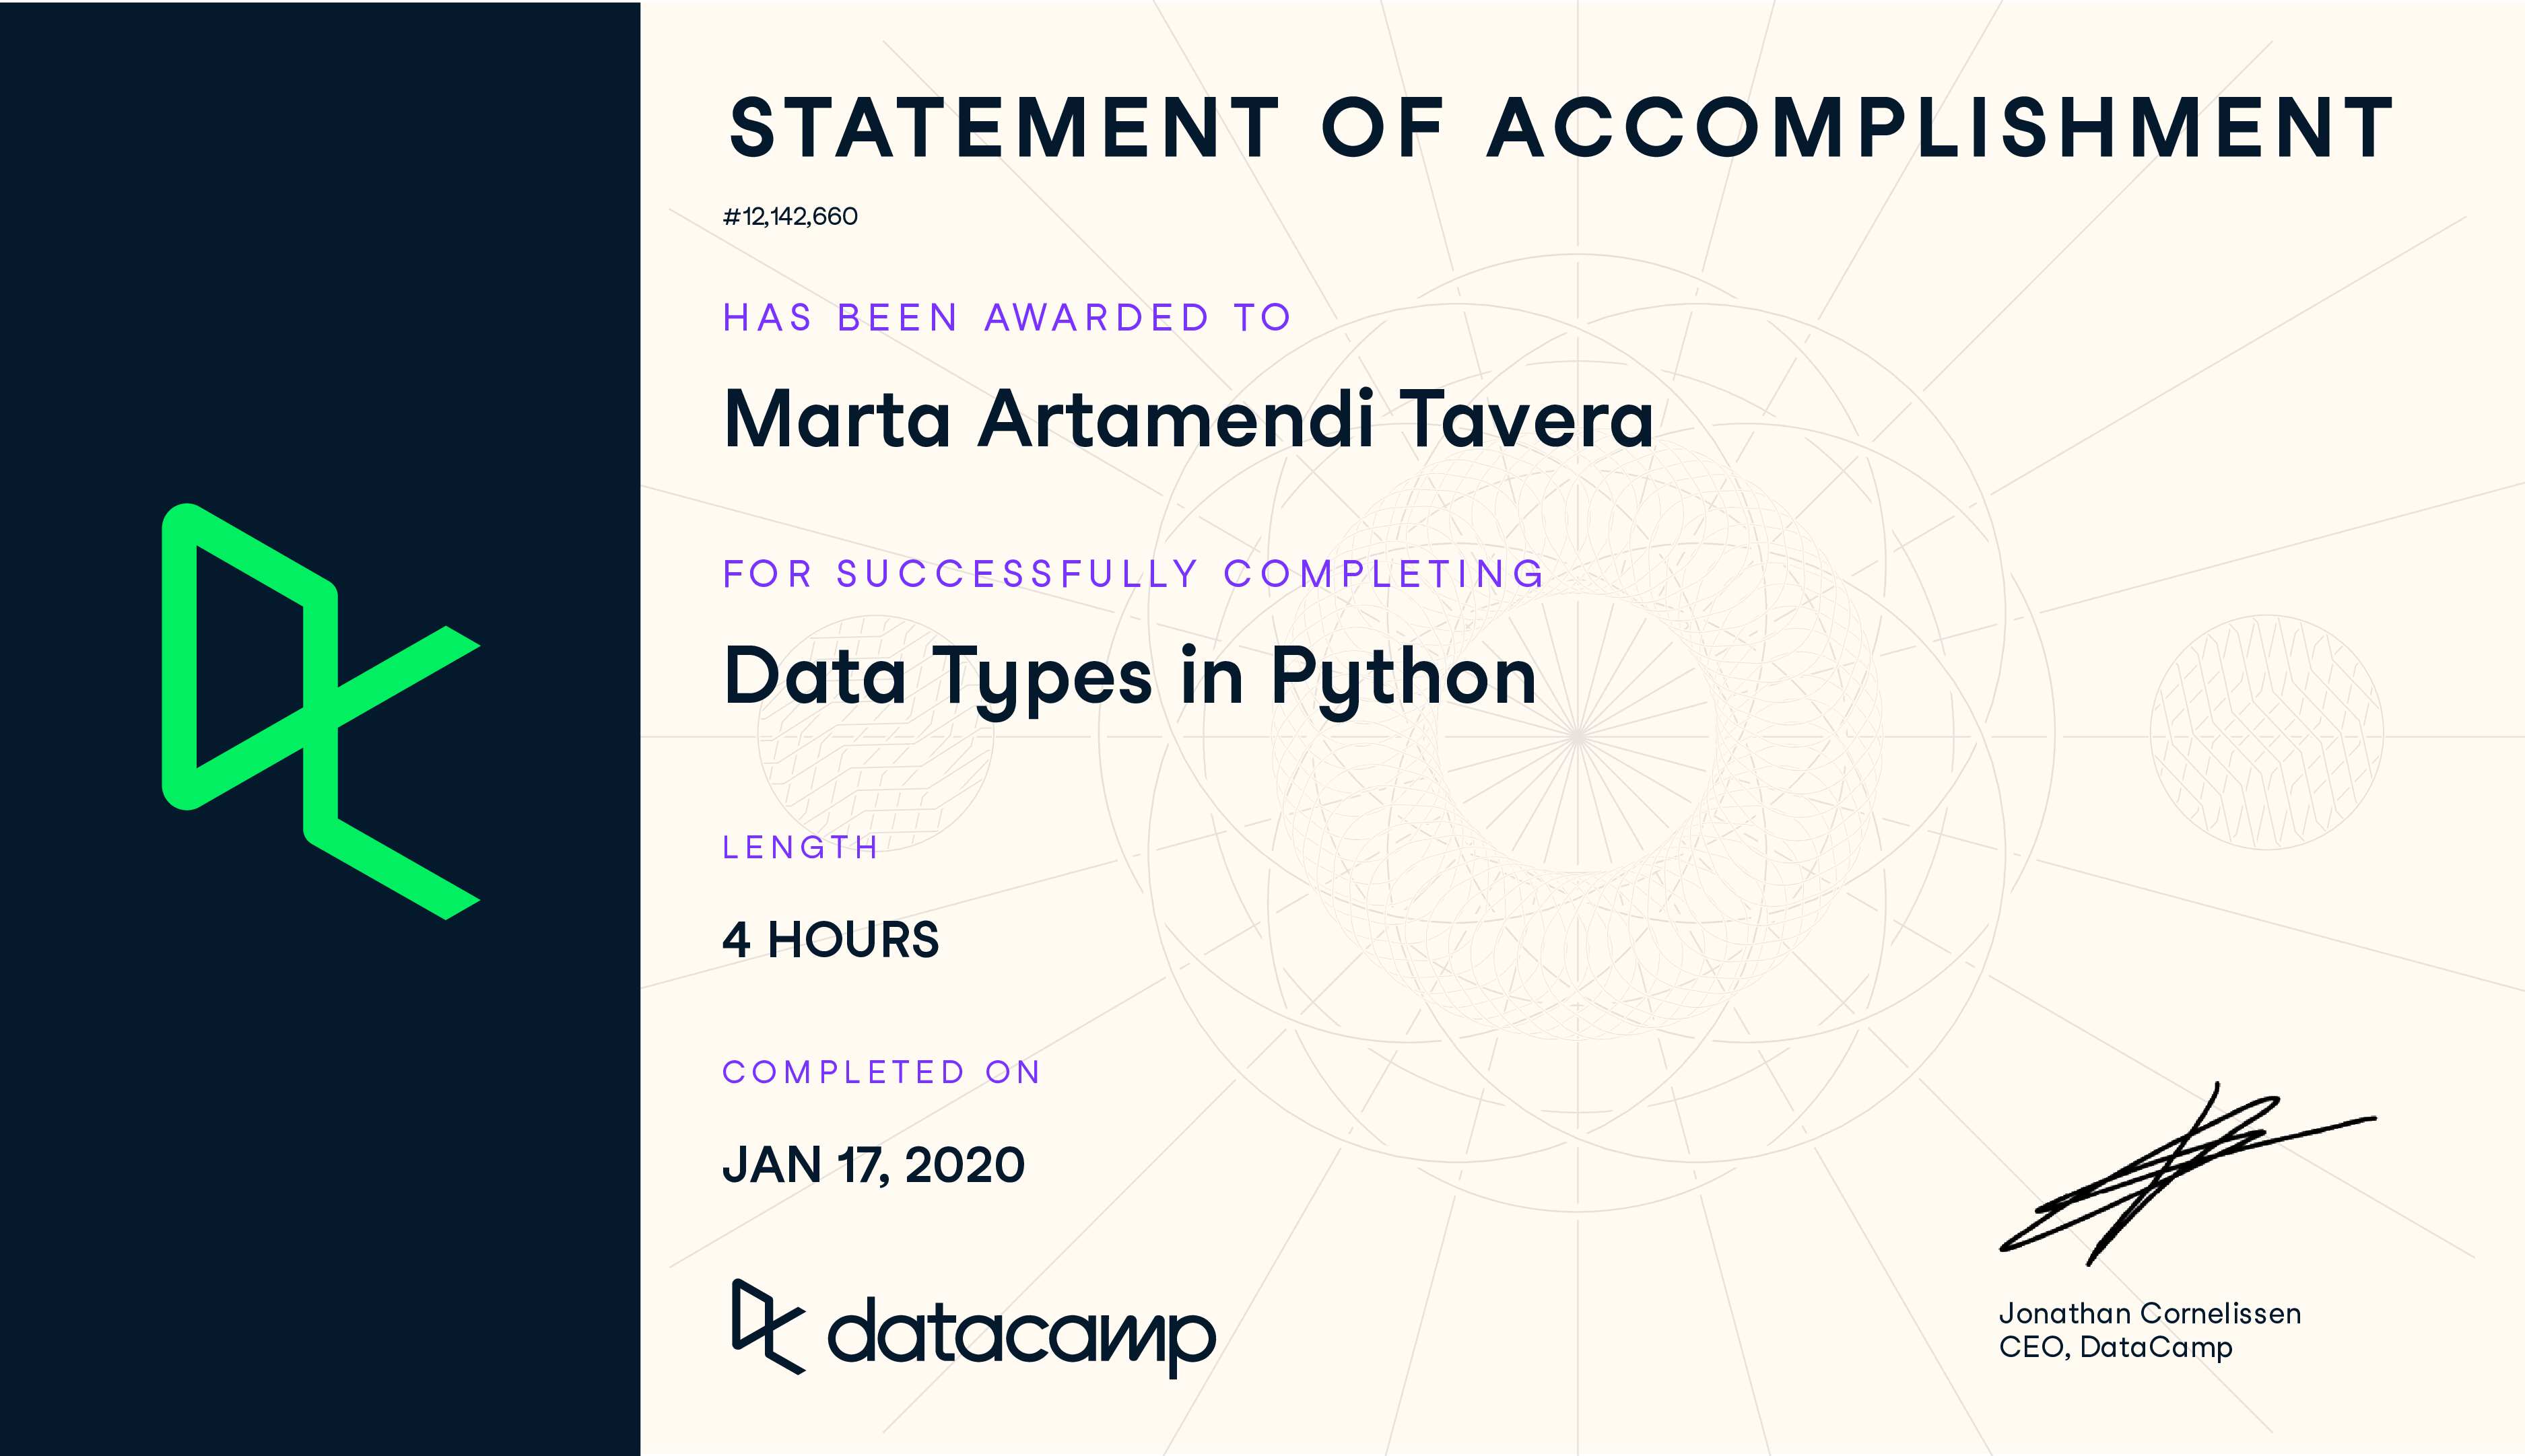 STATEMENT OF ACCOMPLISHMENT
#12,142,660
HAS BEEN AWARDED TO
Marta Artamendi Tavera
FOR SUCCESSFULLY COMPLETING
Data Types in Python
LENGTH
4 HOURS
COMPLETED ON
JAN 17, 2020
datacamp
Jonathan Cornelissen
CEO, DataCamp